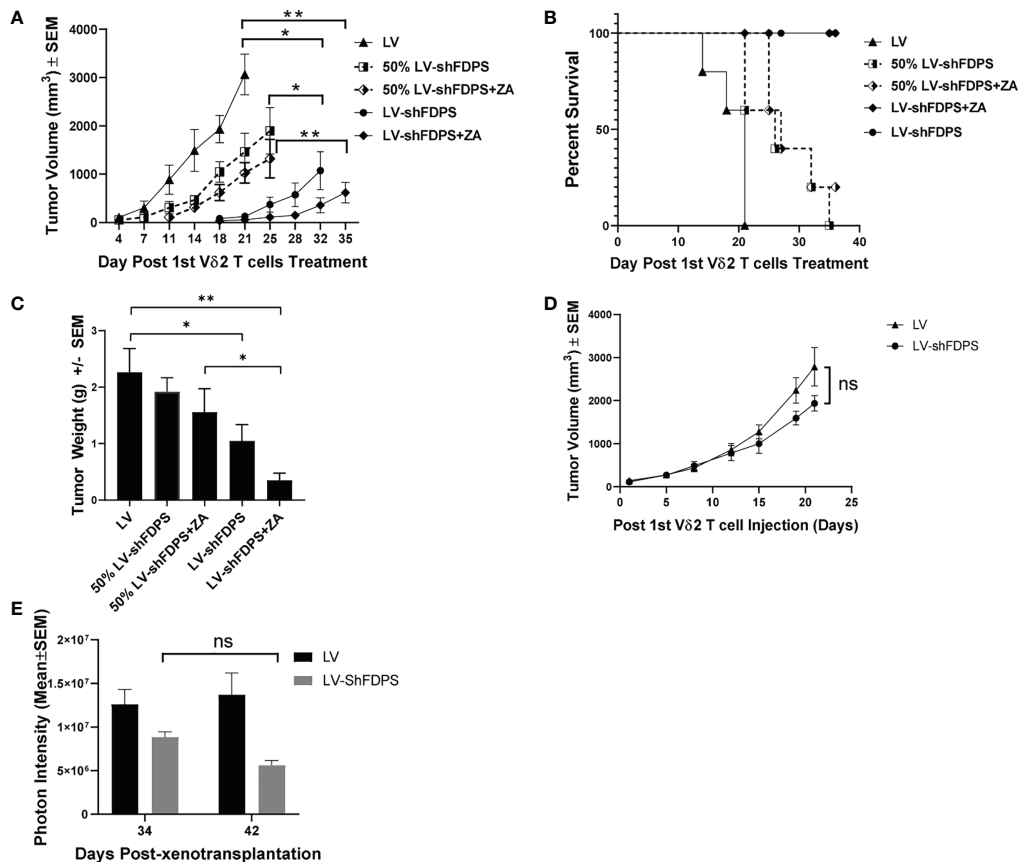 A
Tumor Volume (mm³) ± SEM
4000
3000
2000
1000
0
4 7 11 14 18 21 25 28 32 35
Day Post 1st Vδ2 T cells Treatment
**
*
*
**
LV
50% LV-shFDPS
50% LV-shFDPS+ZA
LV-shFDPS
LV-shFDPS+ZA
B
Percent Survival
100
50
0
0 10 20 30 40
Day Post 1st Vδ2 T cells Treatment
LV
50% LV-shFDPS
50% LV-shFDPS+ZA
LV-shFDPS+ZA
LV-shFDPS
C
Tumor Weight (g) +/- SEM
3
2
1
0
**
*
*
LV
50% LV-shFDPS
50% LV-shFDPS+ZA
LV-shFDPS
LV-shFDPS+ZA
D
Tumor Volume (mm³) ± SEM
4000
3000
2000
1000
0
0 5 10 15 20 25
Post 1st Vδ2 T cell Injection (Days)
ns
LV
LV-shFDPS
E
Photon Intensity (Mean±SEM)
2×10⁷
1.5×10⁷
1×10⁷
5×10⁶
0
ns
34 42
Days Post-xenotransplantation
LV
LV-ShFDPS